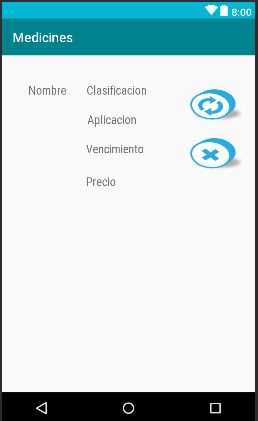 8:00
Medicines
Nombre Clasificacion
Aplicacion
Vencimiento
Precio